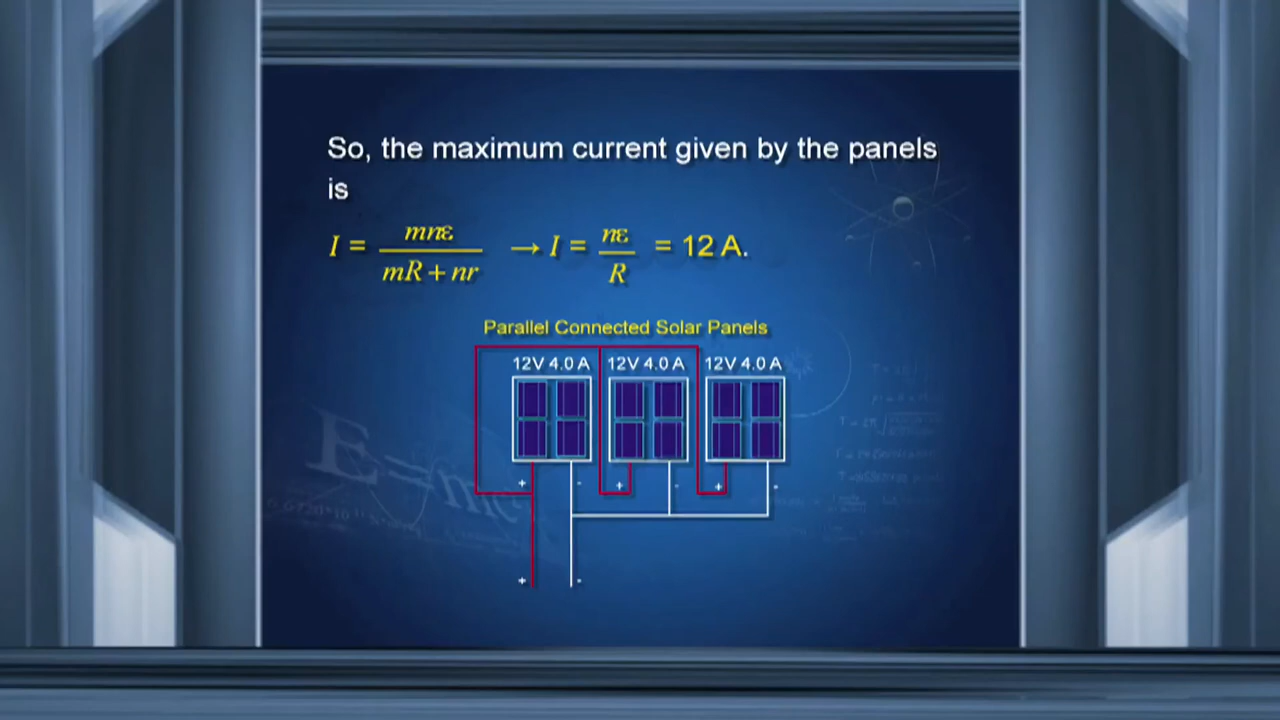 So, the maximum current given by the panels
is
I = mnε / mR + nr → I = nε / R = 12 A.
Parallel Connected Solar Panels
12V 4.0 A 12V 4.0 A 12V 4.0 A
+ - + - + -
+ -
E=mc